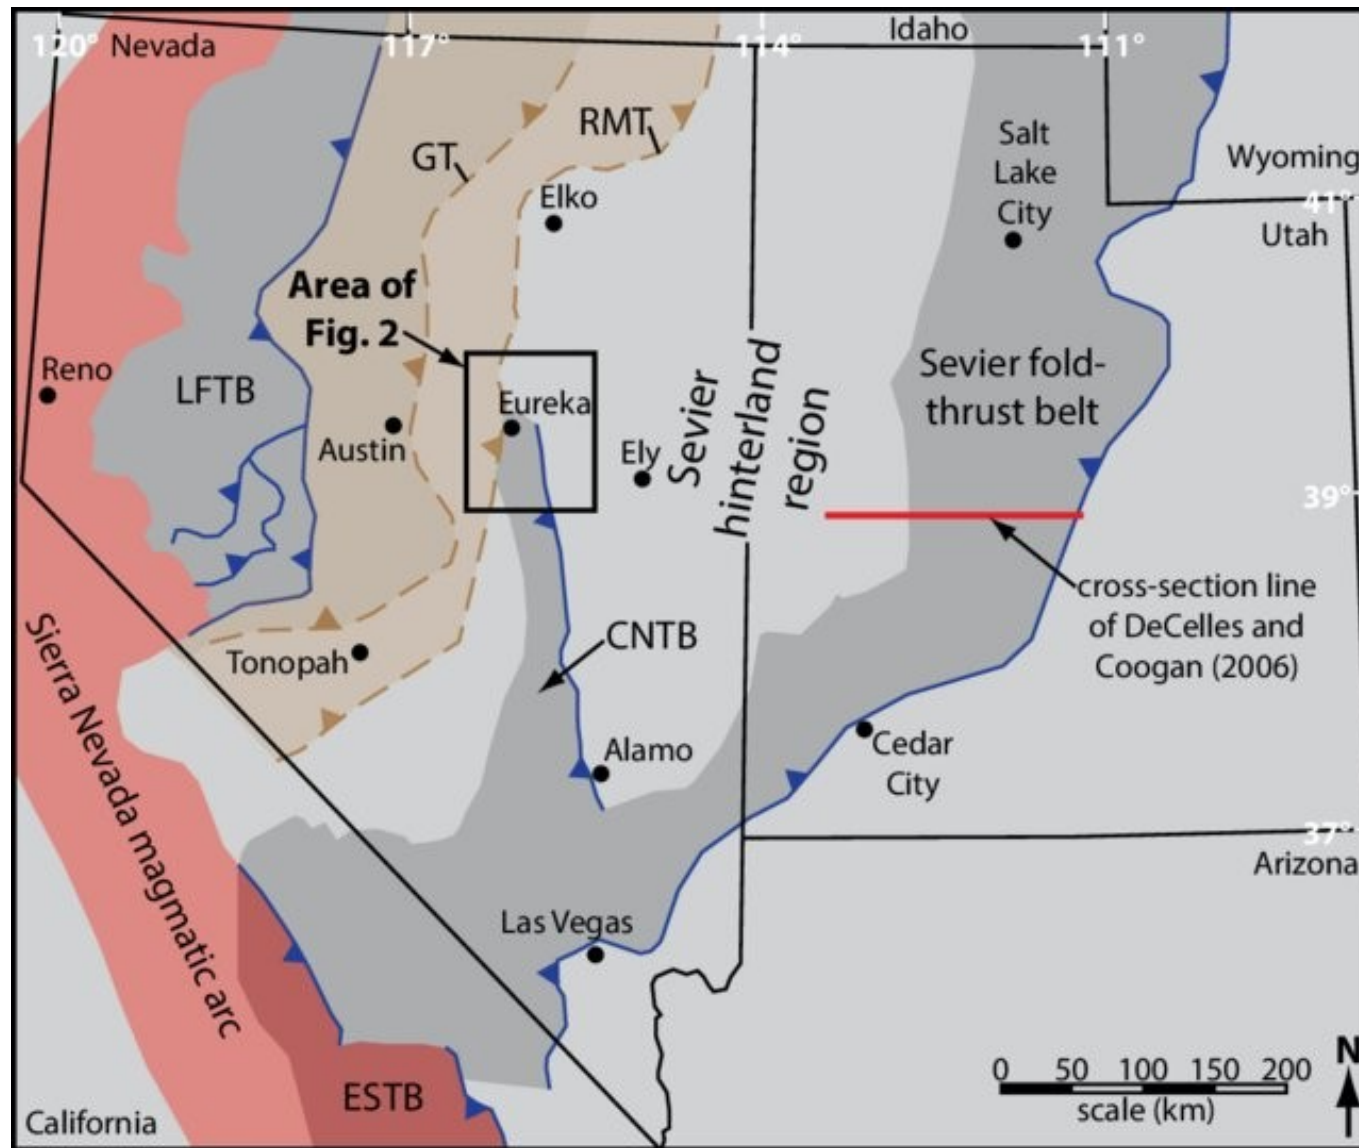 120°
Nevada
117°
114°
Idaho
111°
RMT
GT
Salt
Lake
City
Wyoming
41°
Utah
Elko
Area of
Fig. 2
Reno
LFTB
Austin
Eureka
Ely
Sevier
hinterland
region
Sevier fold-
thrust belt
39°
cross-section line
of DeCelles and
Coogan (2006)
CNTB
Tonopah
Sierra Nevada magmatic arc
Alamo
Cedar
City
37°
Arizona
Las Vegas
ESTB
California
0 50 100 150 200
scale (km)
N